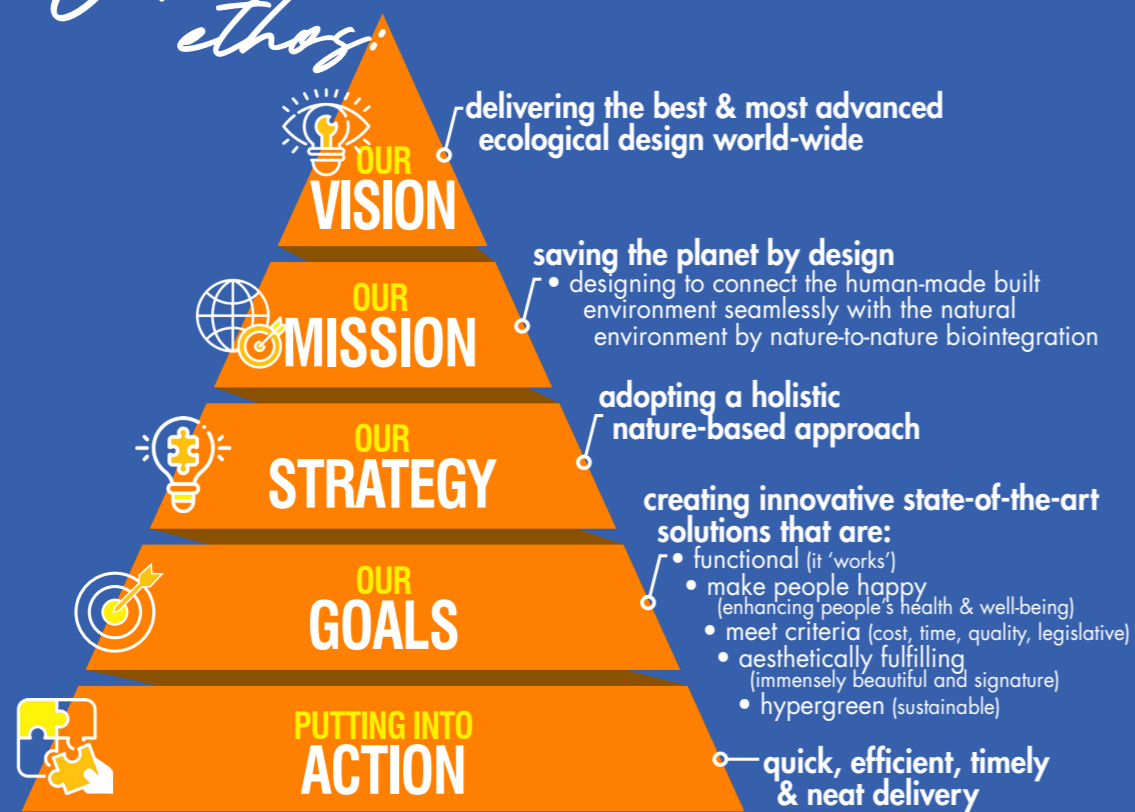 ethos:
OUR
VISION
delivering the best & most advanced
ecological design world-wide
OUR
MISSION
saving the planet by design
• designing to connect the human-made built
environment seamlessly with the natural
environment by nature-to-nature biointegration
OUR
STRATEGY
adopting a holistic
nature-based approach
OUR
GOALS
creating innovative state-of-the-art
solutions that are:
• functional (it ‘works’)
• make people happy
(enhancing people’s health & well-being)
• meet criteria (cost, time, quality, legislative)
• aesthetically fulfilling
(immensely beautiful and signature)
• hypergreen (sustainable)
PUTTING INTO
ACTION
quick, efficient, timely
& neat delivery